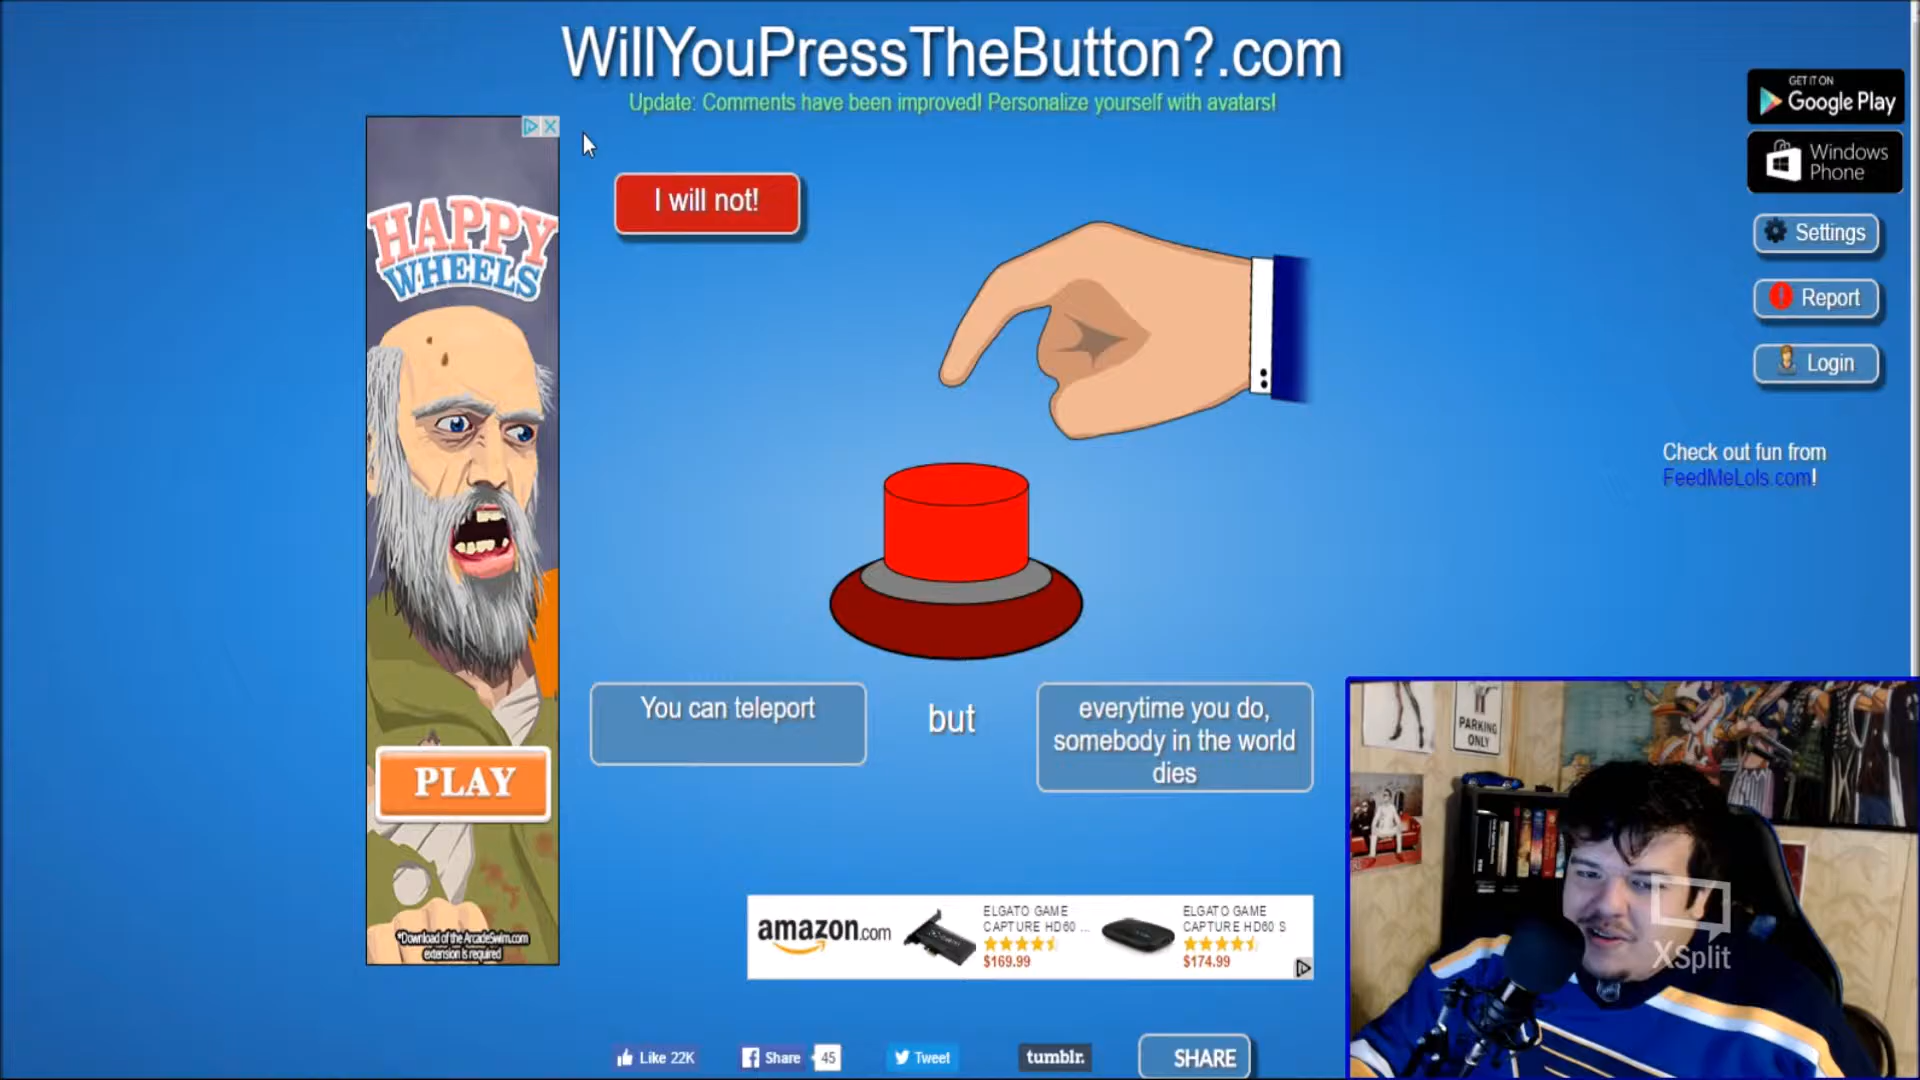 WillYouPressTheButton?.com
Update: Comments have been improved! Personalize yourself with avatars!
GET IT ON
Google Play
Windows
Phone
I will not!
Settings
Report
Login
HAPPY
WHEELS
Check out fun from
FeedMeLols.com!
You can teleport
but
everytime you do,
somebody in the world
dies
PARKING
ONLY
PLAY
*Download of the ArcadeSwim.com
extension is required
amazon.com
ELGATO GAME
CAPTURE HD60 ...
$169.99
ELGATO GAME
CAPTURE HD60 S
$174.99
XSplit
Like 22K
Share
45
Tweet
tumblr.
SHARE